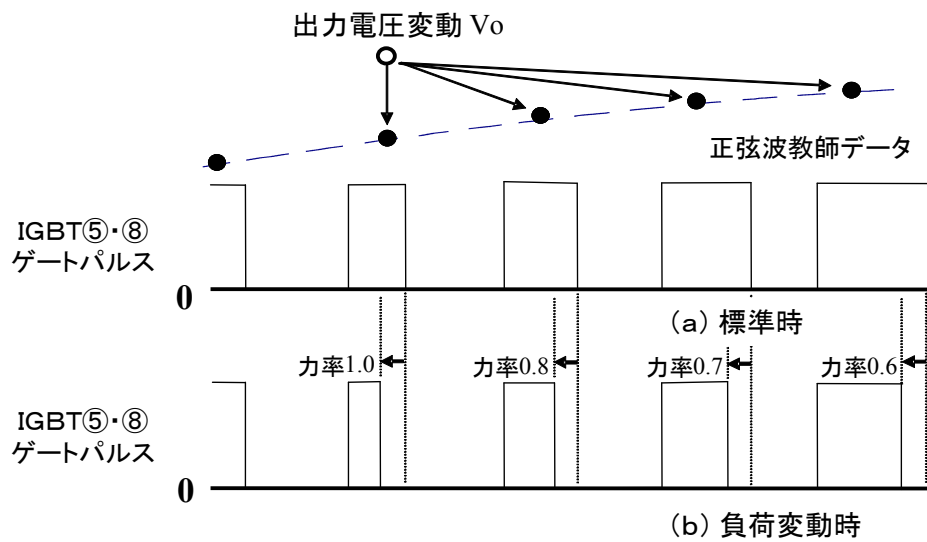 出力電圧変動 Vo
正弦波教師データ
IGBT⑤・⑧
ゲートパルス
0
(a) 標準時
力率1.0
力率0.8
力率0.7
力率0.6
IGBT⑤・⑧
ゲートパルス
0
(b) 負荷変動時